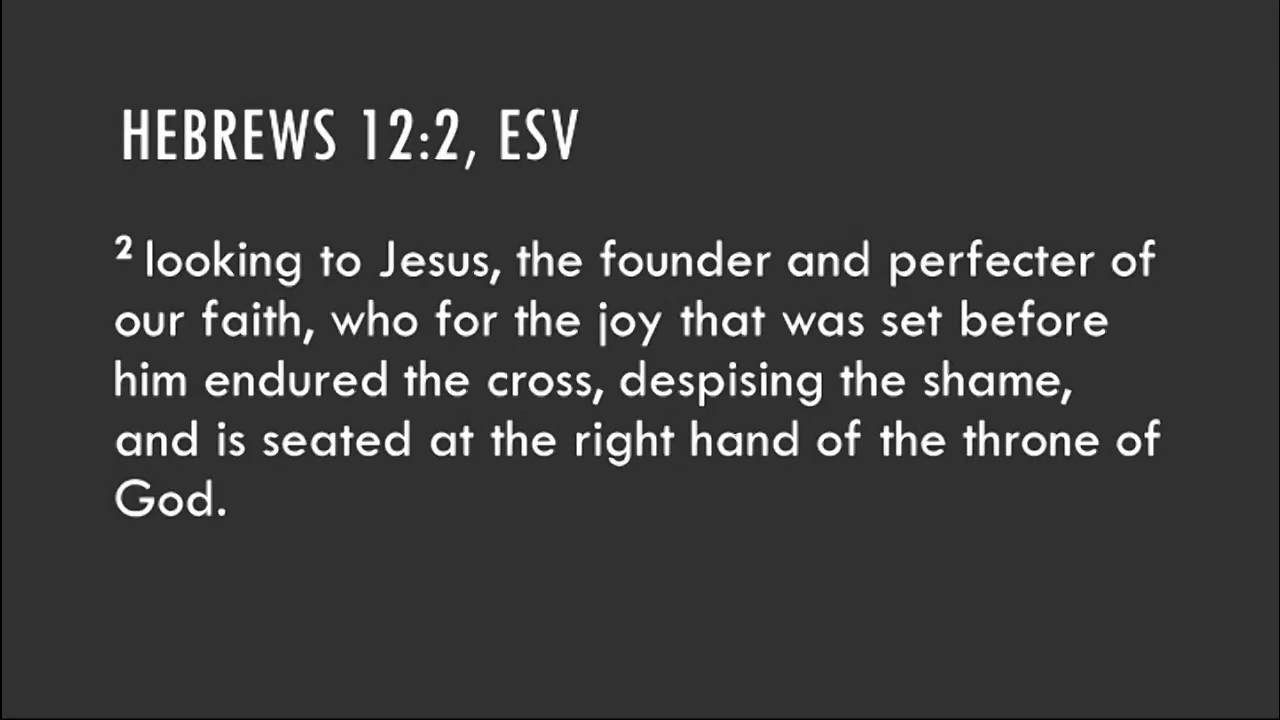 HEBREWS 12:2, ESV
² looking to Jesus, the founder and perfecter of
our faith, who for the joy that was set before
him endured the cross, despising the shame,
and is seated at the right hand of the throne of
God.